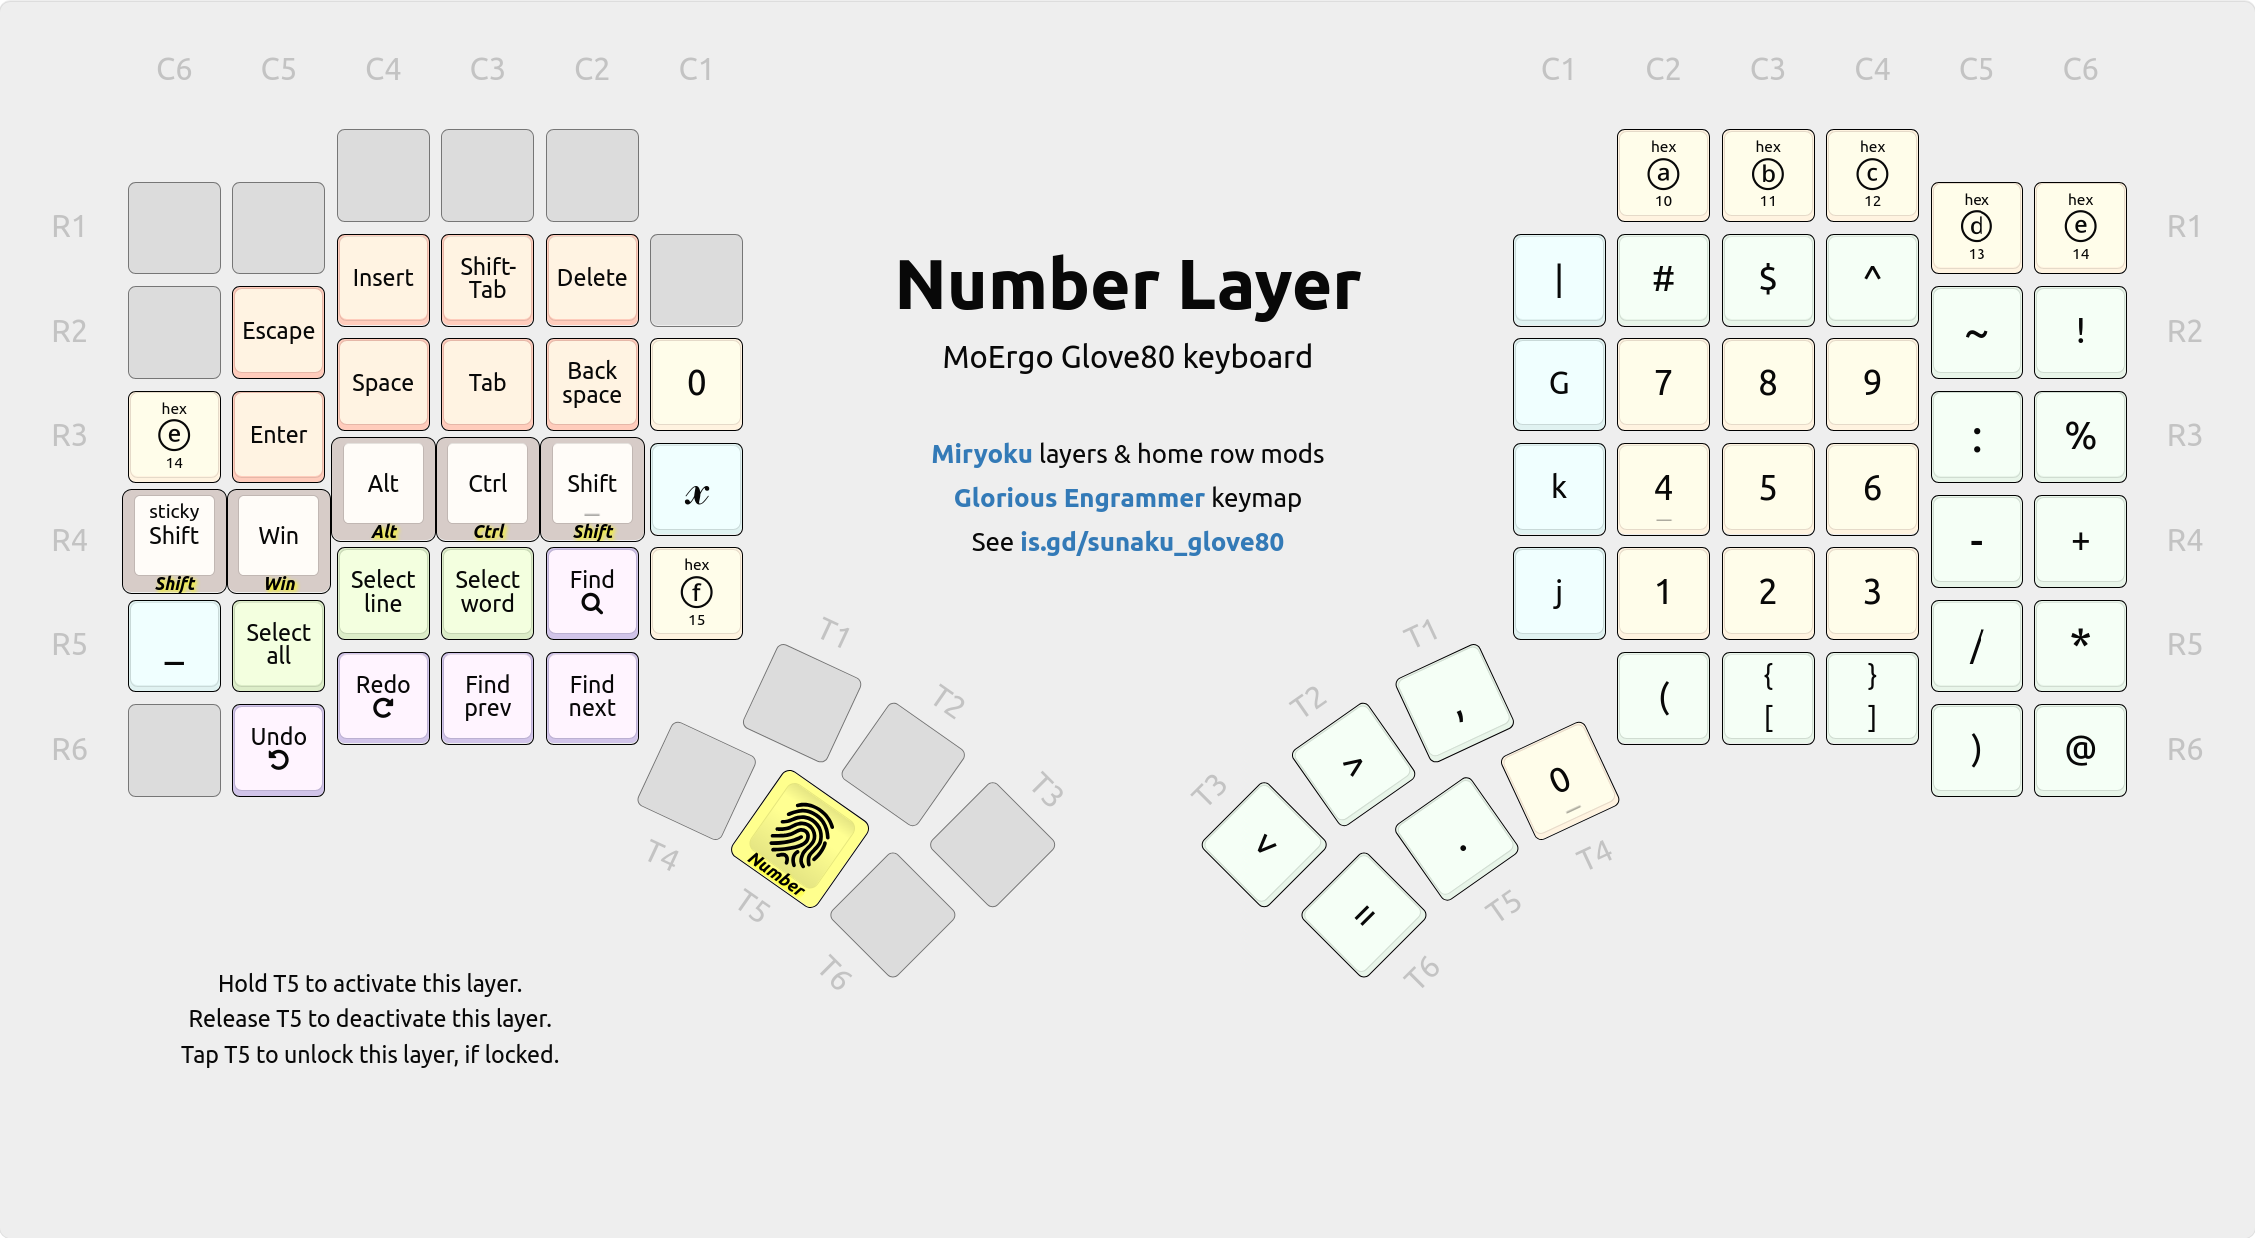 C6 C5 C4 C3 C2 C1
C1 C2 C3 C4 C5 C6
R1
R2
R3
R4
R5
R6
Insert
Shift-
Tab
Delete
Escape
Space
Tab
Back
space
0
hex
e
14
Enter
Alt
Alt
Ctrl
Ctrl
Shift
_
Shift
x
sticky
Shift
Shift
Win
Win
Select
line
Select
word
Find
hex
f
15
_
Select
all
Redo
Find
prev
Find
next
Undo
T1
T2
T3
T4
T5
T6
Number
Number Layer
MoErgo Glove80 keyboard
Miryoku layers & home row mods
Glorious Engrammer keymap
See is.gd/sunaku_glove80
hex
a
10
hex
b
11
hex
c
12
hex
d
13
hex
e
14
R1
| # $ ^
~ !
R2
G 7 8 9
: %
R3
k 4 5 6
_
- +
R4
j 1 2 3
/ *
R5
(
{
[
}
]
) @
R6
T1
T2
T3
,
>
<
0
_
.
=
T4
T5
T6
Hold T5 to activate this layer.
Release T5 to deactivate this layer.
Tap T5 to unlock this layer, if locked.